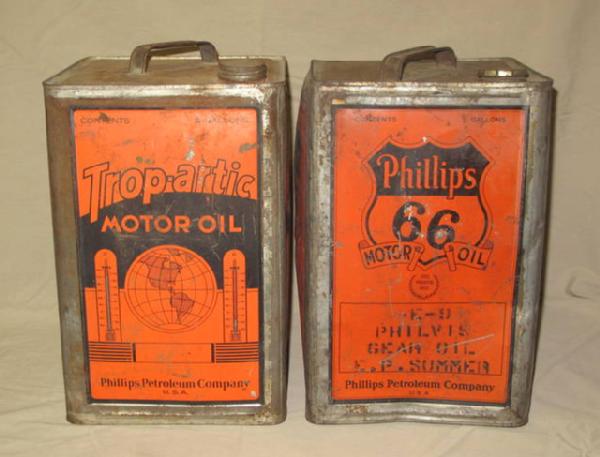 CONTENTS 5 GALLONS
Trop-artic
MOTOR OIL
Phillips Petroleum Company
U.S.A.
CONTENTS 5 GALLONS
Phillips
66
MOTOR OIL
PHILVIS
GEAR OIL
E.P. SUMMER
Phillips Petroleum Company
U.S.A.